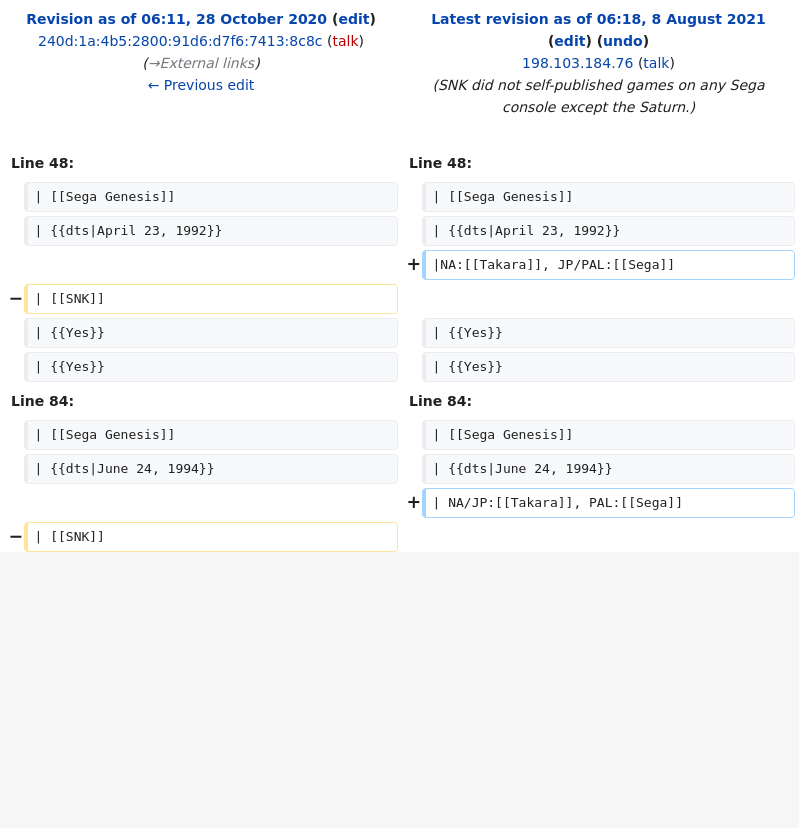 Revision as of 06:11, 28 October 2020 (edit)
240d:1a:4b5:2800:91d6:d7f6:7413:8c8c (talk)
(→External links)
← Previous edit
Latest revision as of 06:18, 8 August 2021
(edit) (undo)
198.103.184.76 (talk)
(SNK did not self-published games on any Sega
console except the Saturn.)
Line 48:
Line 48:
| [[Sega Genesis]]
| [[Sega Genesis]]
| {{dts|April 23, 1992}}
| {{dts|April 23, 1992}}
+ |NA:[[Takara]], JP/PAL:[[Sega]]
− | [[SNK]]
| {{Yes}}
| {{Yes}}
| {{Yes}}
| {{Yes}}
Line 84:
Line 84:
| [[Sega Genesis]]
| [[Sega Genesis]]
| {{dts|June 24, 1994}}
| {{dts|June 24, 1994}}
+ | NA/JP:[[Takara]], PAL:[[Sega]]
− | [[SNK]]